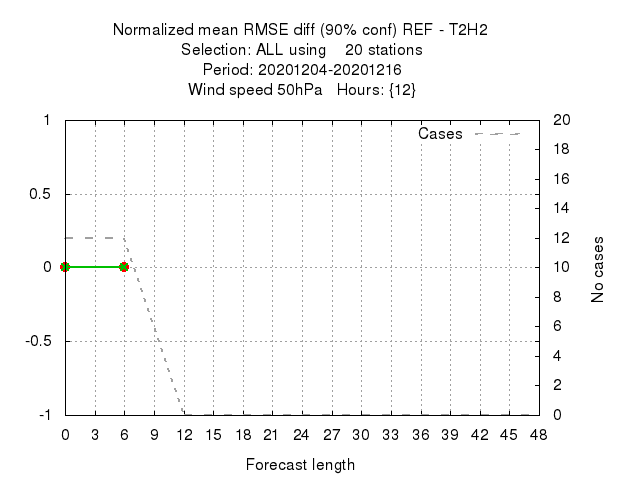 Normalized mean RMSE diff (90% conf) REF - T2H2
Selection: ALL using    20 stations
Period: 20201204-20201216
Wind speed 50hPa   Hours: {12}
Cases
1
0.5
0
-0.5
-1
20
18
16
14
12
10
8
6
4
2
0
No cases
0 3 6 9 12 15 18 21 24 27 30 33 36 39 42 45 48
Forecast length